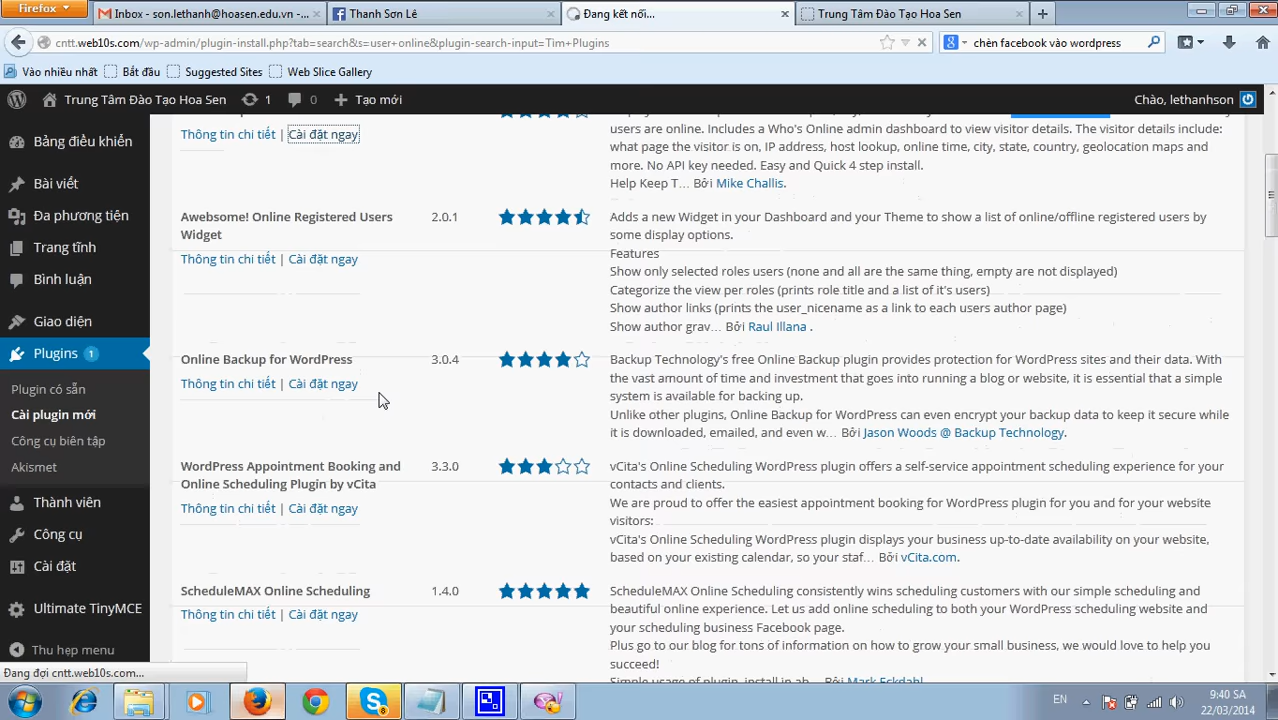 Firefox
Inbox - son.lethanh@hoasen.edu.vn -...
Thanh Sơn Lê
Đang kết nối...
Trung Tâm Đào Tạo Hoa Sen
cntt.web10s.com/wp-admin/plugin-install.php?tab=search&s=user+online&plugin-search-input=Tìm+Plugins
chèn facebook vào wordpress
Vào nhiều nhất
Bắt đầu
Suggested Sites
Web Slice Gallery
Trung Tâm Đào Tạo Hoa Sen
1
0
Tạo mới
Chào, lethanhson
Bảng điều khiển
Bài viết
Đa phương tiện
Trang tĩnh
Bình luận
Giao diện
Plugins 1
Plugin có sẵn
Cài plugin mới
Công cụ biên tập
Akismet
Thành viên
Công cụ
Cài đặt
Ultimate TinyMCE
Thu hẹp menu
Thông tin chi tiết | Cài đặt ngay
users are online. Includes a Who's Online admin dashboard to view visitor details. The visitor details include:
what page the visitor is on, IP address, host lookup, online time, city, state, country, geolocation maps and
more. No API key needed. Easy and Quick 4 step install.
Help Keep T… Bởi Mike Challis.
Awebsome! Online Registered Users
Widget
2.0.1
Thông tin chi tiết | Cài đặt ngay
Adds a new Widget in your Dashboard and your Theme to show a list of online/offline registered users by
some display options.
Features
Show only selected roles users (none and all are the same thing, empty are not displayed)
Categorize the view per roles (prints role title and a list of it's users)
Show author links (prints the user_nicename as a link to each users author page)
Show author grav… Bởi Raul Illana .
Online Backup for WordPress
3.0.4
Thông tin chi tiết | Cài đặt ngay
Backup Technology's free Online Backup plugin provides protection for WordPress sites and their data. With
the vast amount of time and investment that goes into running a blog or website, it is essential that a simple
system is available for backing up.
Unlike other plugins, Online Backup for WordPress can even encrypt your backup data to keep it secure while
it is downloaded, emailed, and even w… Bởi Jason Woods @ Backup Technology.
WordPress Appointment Booking and
Online Scheduling Plugin by vCita
3.3.0
Thông tin chi tiết | Cài đặt ngay
vCita's Online Scheduling WordPress plugin offers a self-service appointment scheduling experience for your
contacts and clients.
We are proud to offer the easiest appointment booking for WordPress plugin for you and for your website
visitors:
vCita's Online Scheduling WordPress plugin displays your business up-to-date availability on your website,
based on your existing calendar, so your staf… Bởi vCita.com.
ScheduleMAX Online Scheduling
1.4.0
Thông tin chi tiết | Cài đặt ngay
ScheduleMAX Online Scheduling consistently wins scheduling customers with our simple scheduling and
beautiful online experience. Let us add online scheduling to both your WordPress scheduling website and
your scheduling business Facebook page.
Plus go to our blog for tons of information on how to grow your small business, we would love to help you
succeed!
Simple usage of plugin, install in ab… Bởi Mark Eckdahl
Đang đợi cntt.web10s.com...
EN
9:40 SA
22/03/2014